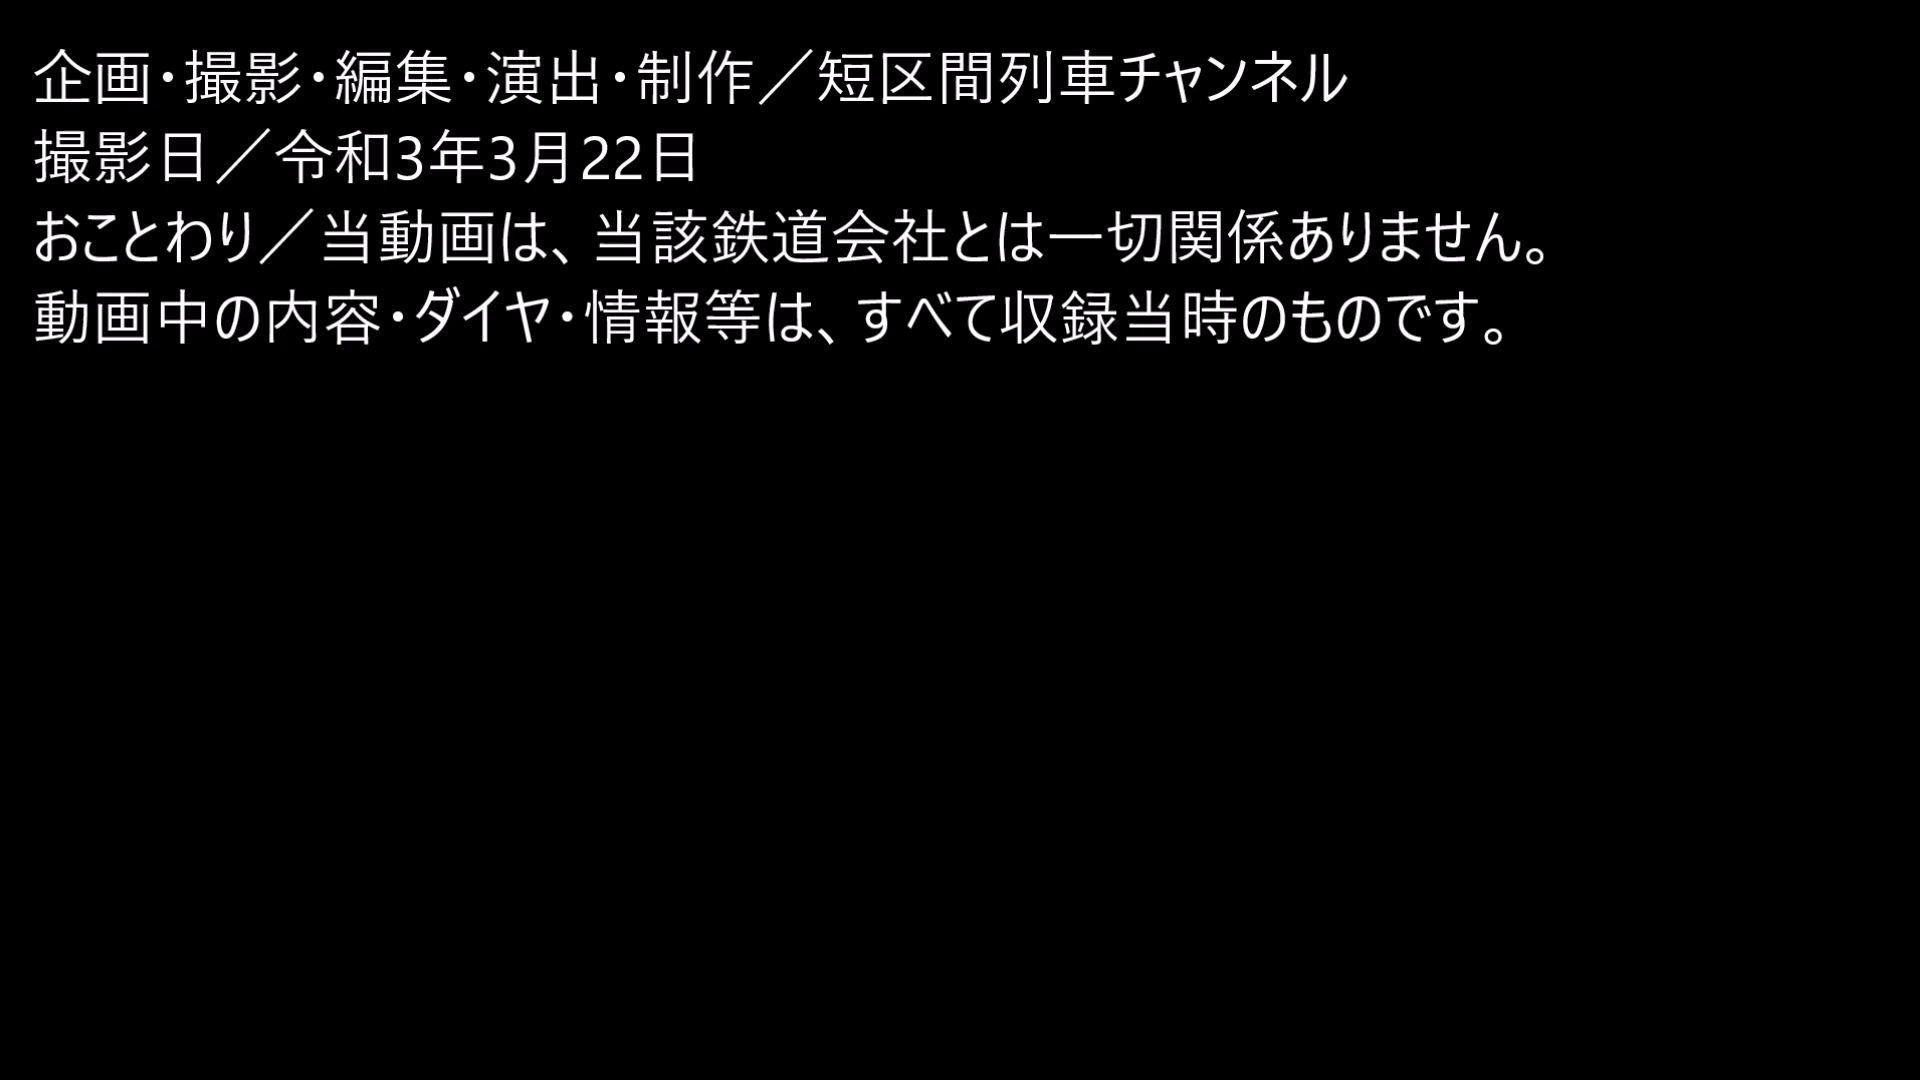 企画･撮影･編集･演出･制作／短区間列車チャンネル
撮影日／令和3年3月22日
おことわり／当動画は、当該鉄道会社とは一切関係ありません。
動画中の内容･ダイヤ･情報等は、すべて収録当時のものです。